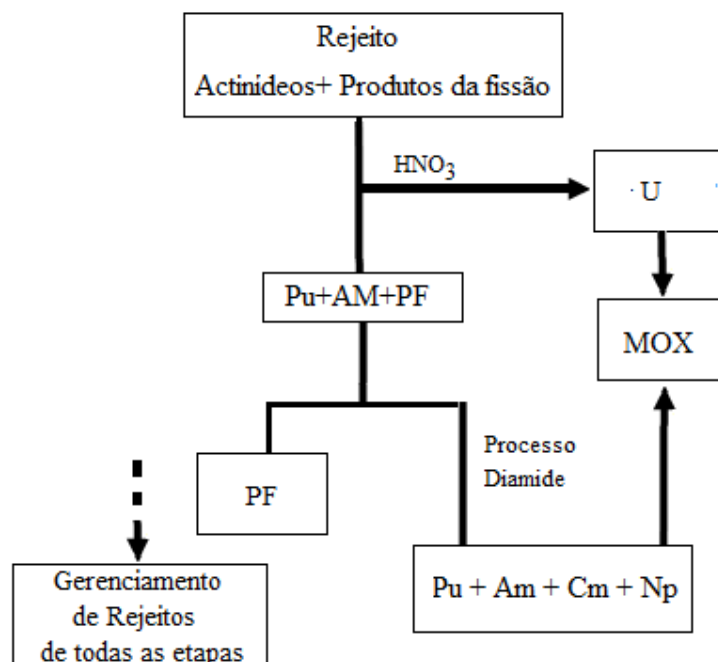 Rejeito
Actinídeos+ Produtos da fissão
HNO3
· U
Pu+AM+PF
MOX
Processo
Diamide
PF
Pu + Am + Cm + Np
Gerenciamento
de Rejeitos
de todas as etapas